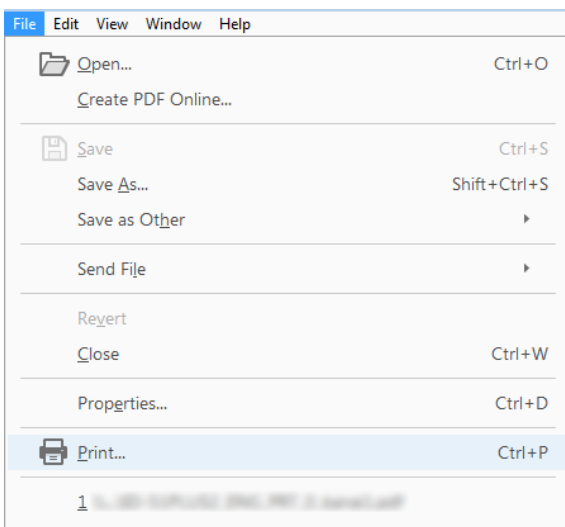 File Edit View Window Help
Open... Ctrl+O
Create PDF Online...
Save Ctrl+S
Save As... Shift+Ctrl+S
Save as Other
Send File
Revert
Close Ctrl+W
Properties... Ctrl+D
Print... Ctrl+P
1